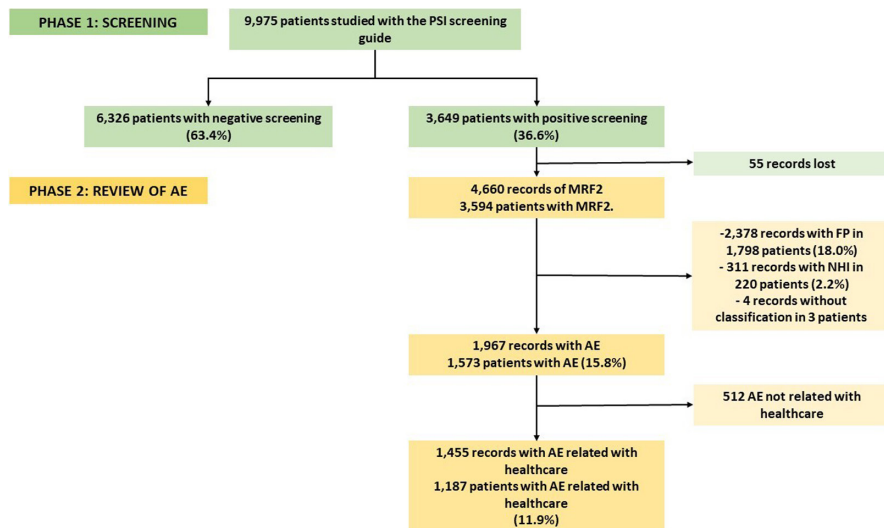 PHASE 1: SCREENING
9,975 patients studied with the PSI screening
guide
6,326 patients with negative screening
(63.4%)
3,649 patients with positive screening
(36.6%)
55 records lost
PHASE 2: REVIEW OF AE
4,660 records of MRF2
3,594 patients with MRF2.
-2,378 records with FP in
1,798 patients (18.0%)
- 311 records with NHI in
220 patients (2.2%)
- 4 records without
classification in 3 patients
1,967 records with AE
1,573 patients with AE (15.8%)
512 AE not related with
healthcare
1,455 records with AE related with
healthcare
1,187 patients with AE related with
healthcare
(11.9%)